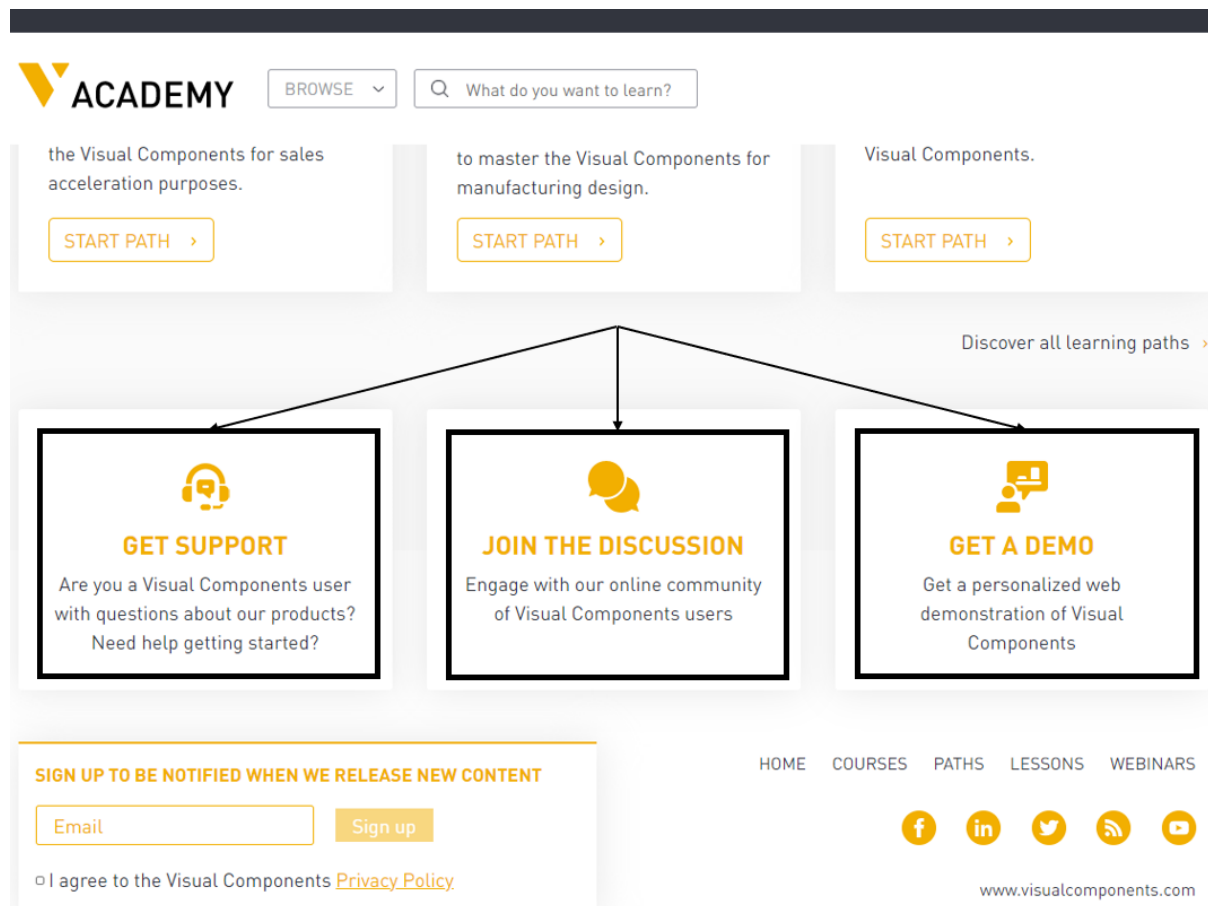 ACADEMY
BROWSE
What do you want to learn?
the Visual Components for sales
acceleration purposes.
START PATH
to master the Visual Components for
manufacturing design.
START PATH
Visual Components.
START PATH
Discover all learning paths
GET SUPPORT
Are you a Visual Components user
with questions about our products?
Need help getting started?
JOIN THE DISCUSSION
Engage with our online community
of Visual Components users
GET A DEMO
Get a personalized web
demonstration of Visual
Components
SIGN UP TO BE NOTIFIED WHEN WE RELEASE NEW CONTENT
Email
Sign up
I agree to the Visual Components Privacy Policy
HOME COURSES PATHS LESSONS WEBINARS
www.visualcomponents.com